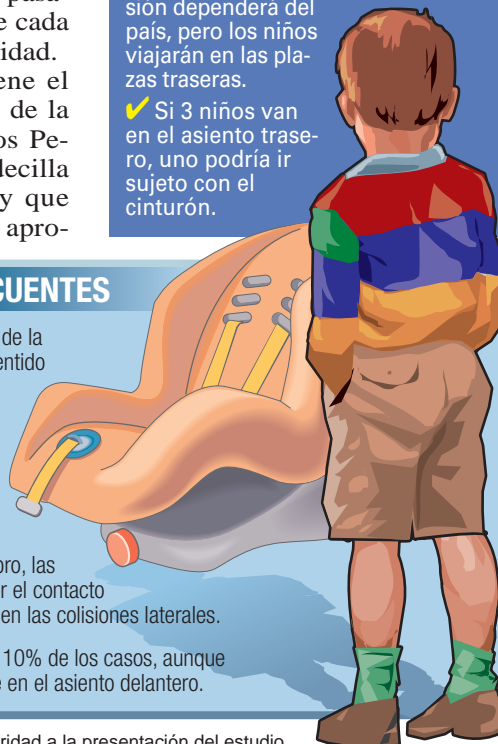 pasa-
e cada
idad.
ene el
de la
os Pe-
decilla
y que
apro-
sión dependerá del
país, pero los niños
viajarán en las pla-
zas traseras.
✔ Si 3 niños van
en el asiento trase-
ro, uno podría ir
sujeto con el
cinturón.
CUENTES
de la
entido
oro, las
r el contacto
en las colisiones laterales.
10% de los casos, aunque
e en el asiento delantero.
ridad a la presentación del estudio